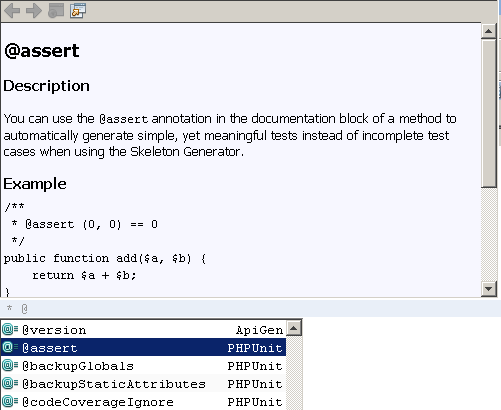 @assert
Description
You can use the @assert annotation in the documentation block of a method to
automatically generate simple, yet meaningful tests instead of incomplete test
cases when using the Skeleton Generator.
Example
/**
 * @assert (0, 0) == 0
 */
public function add($a, $b) {
    return $a + $b;
}
* @
@version ApiGen
@assert PHPUnit
@backupGlobals PHPUnit
@backupStaticAttributes PHPUnit
@codeCoverageIgnore PHPUnit